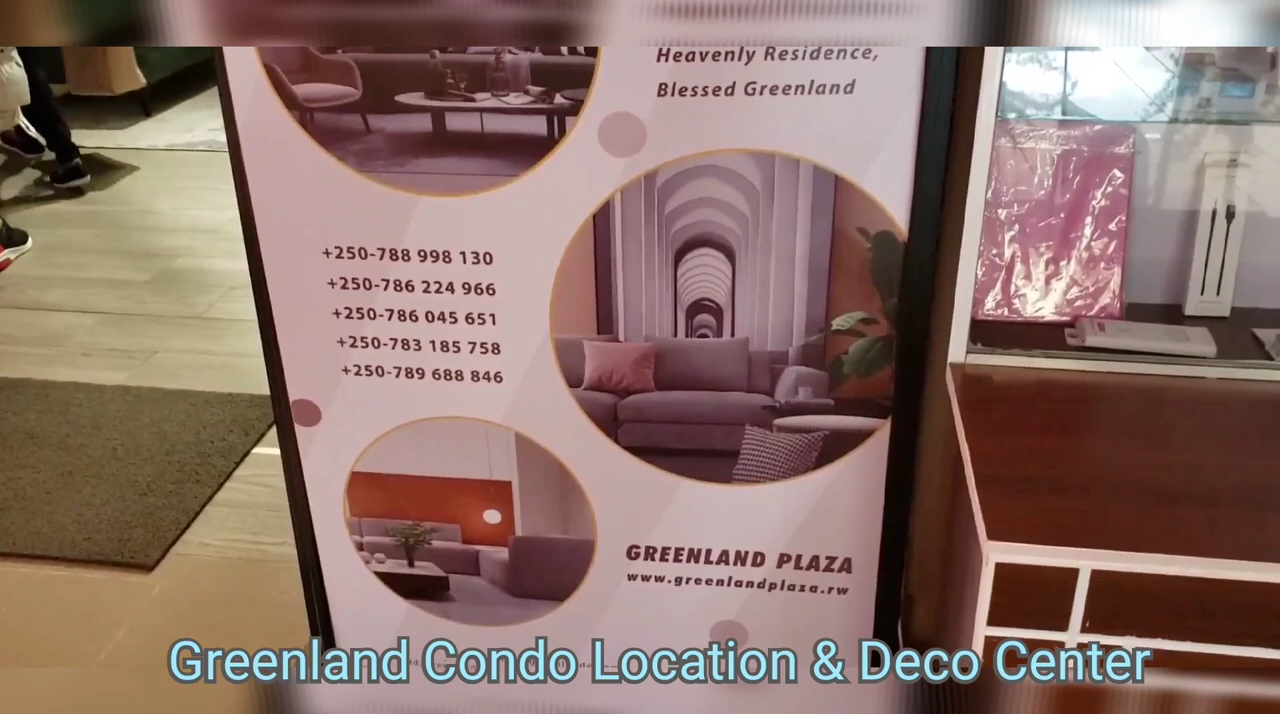 Heavenly Residence,
Blessed Greenland
+250-788 998 130
+250-786 224 966
+250-786 045 651
+250-783 185 758
+250-789 688 846
GREENLAND PLAZA
www.greenlandplaza.rw
Greenland Condo Location & Deco Center